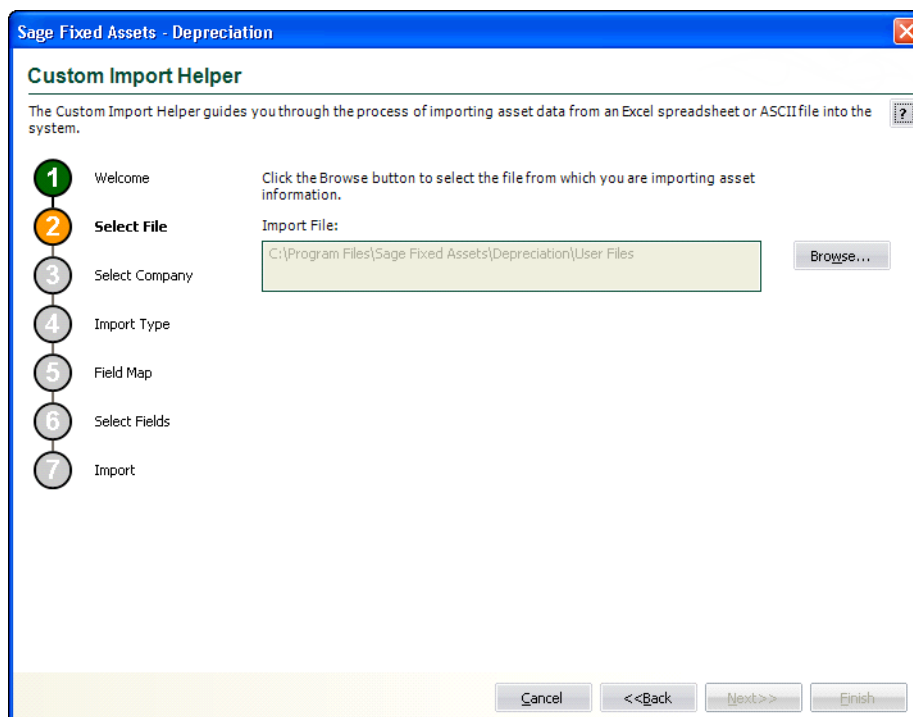 Sage Fixed Assets - Depreciation
Custom Import Helper
The Custom Import Helper guides you through the process of importing asset data from an Excel spreadsheet or ASCII file into the
system.
?
1 Welcome
Click the Browse button to select the file from which you are importing asset
information.
2 Select File
Import File:
C:\Program Files\Sage Fixed Assets\Depreciation\User Files
Browse...
3 Select Company
4 Import Type
5 Field Map
6 Select Fields
7 Import
Cancel <<Back Next>> Finish